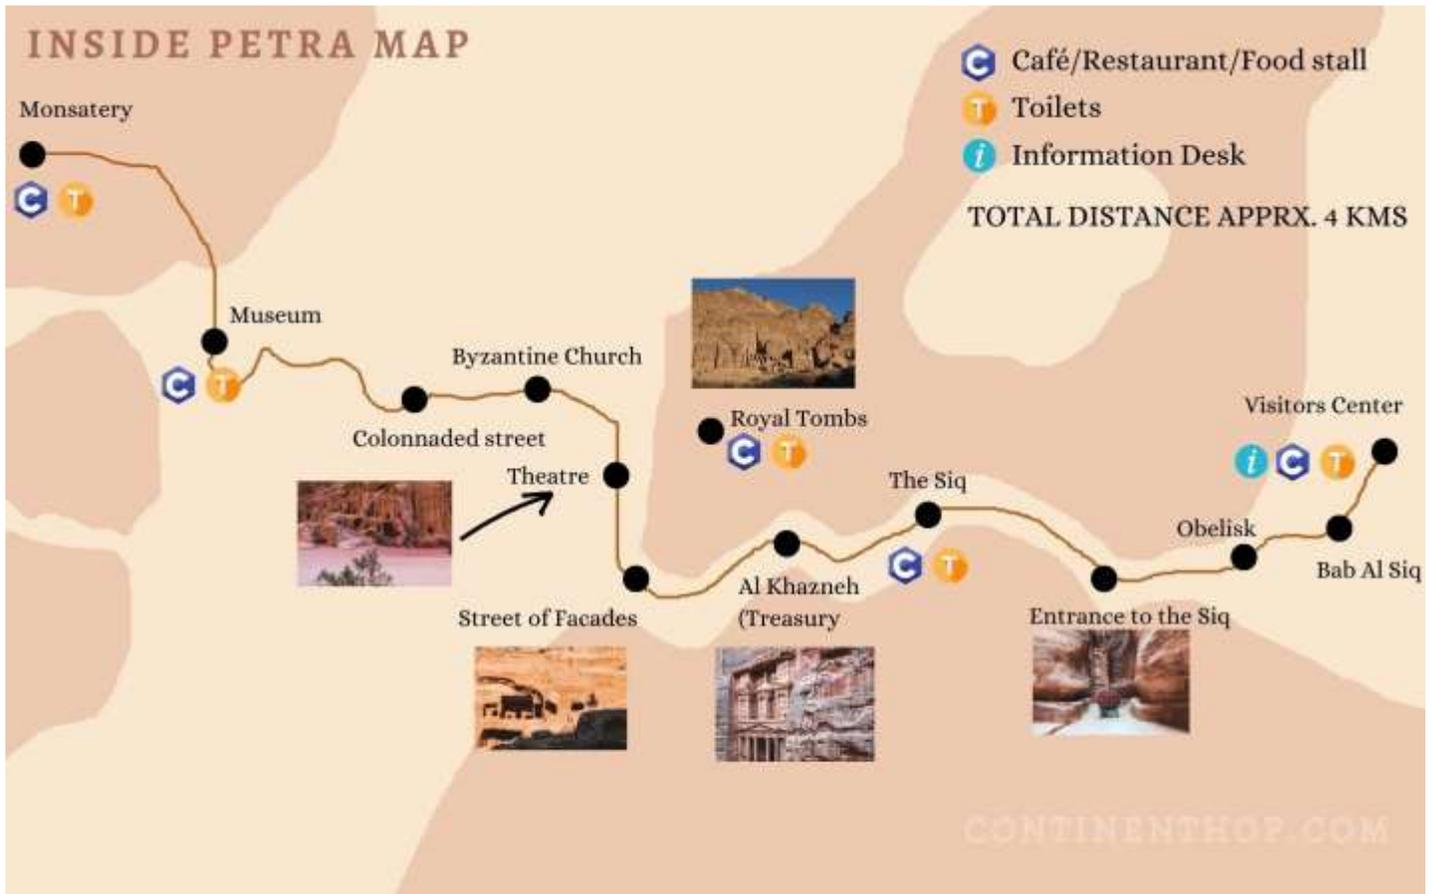 INSIDE PETRA MAP
Café/Restaurant/Food stall
Toilets
Information Desk
TOTAL DISTANCE APPRX. 4 KMS
Monsatery
Museum
Byzantine Church
Colonnaded street
Theatre
Royal Tombs
Visitors Center
The Siq
Obelisk
Bab Al Siq
Al Khazneh
(Treasury
Street of Facades
Entrance to the Siq
CONTINENTHOP.COM